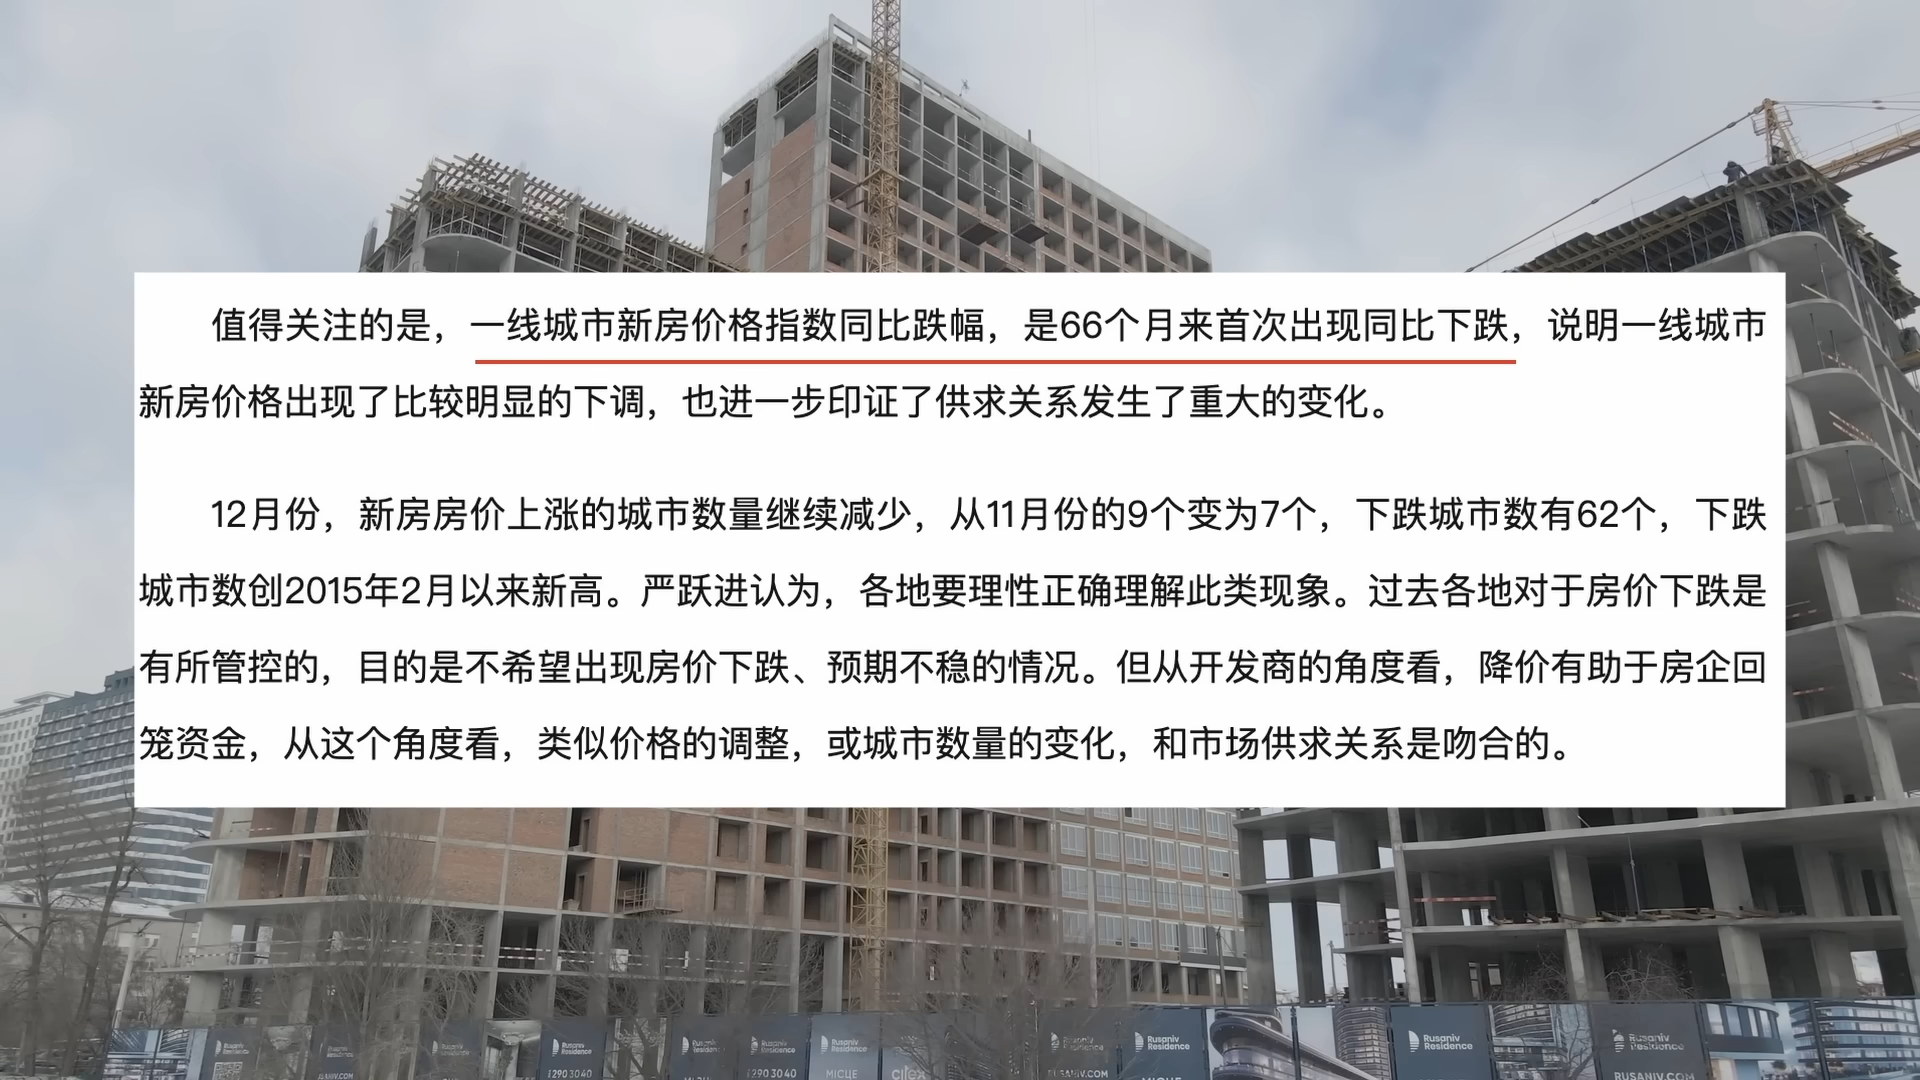 值得关注的是，一线城市新房价格指数同比跌幅，是66个月来首次出现同比下跌，说明一线城市
新房价格出现了比较明显的下调，也进一步印证了供求关系发生了重大的变化。
12月份，新房房价上涨的城市数量继续减少，从11月份的9个变为7个，下跌城市数有62个，下跌
城市数创2015年2月以来新高。严跃进认为，各地要理性正确理解此类现象。过去各地对于房价下跌是
有所管控的，目的是不希望出现房价下跌、预期不稳的情况。但从开发商的角度看，降价有助于房企回
笼资金，从这个角度看，类似价格的调整，或城市数量的变化，和市场供求关系是吻合的。
Rusaniv
Residence
Rusaniv
Residence
Rusaniv
Residence
Rusaniv
Residence
Rusaniv
Residence
290 30 40
290 30 40
МІСЦЕ
RUSANIV.COM
RUSANIV.COM